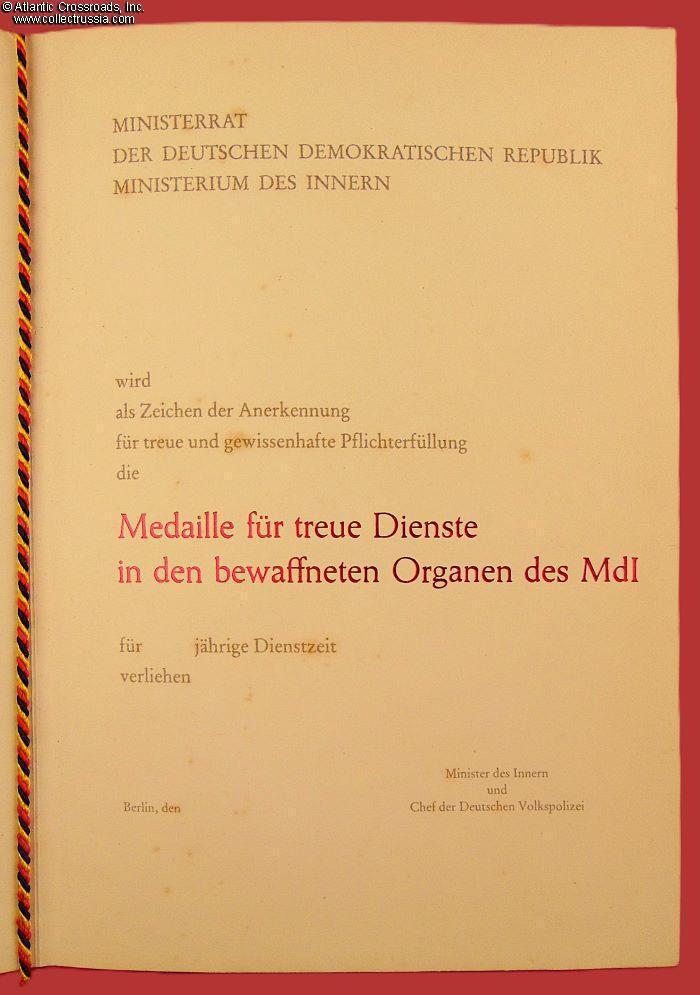 © Atlantic Crossroads, Inc.
www.collectrussia.com
MINISTERRAT
DER DEUTSCHEN DEMOKRATISCHEN REPUBLIK
MINISTERIUM DES INNERN
wird
als Zeichen der Anerkennung
für treue und gewissenhafte Pflichterfüllung
die
Medaille für treue Dienste
in den bewaffneten Organen des MdI
für jährige Dienstzeit
verliehen
Minister des Innern
und
Berlin, den Chef der Deutschen Volkspolizei